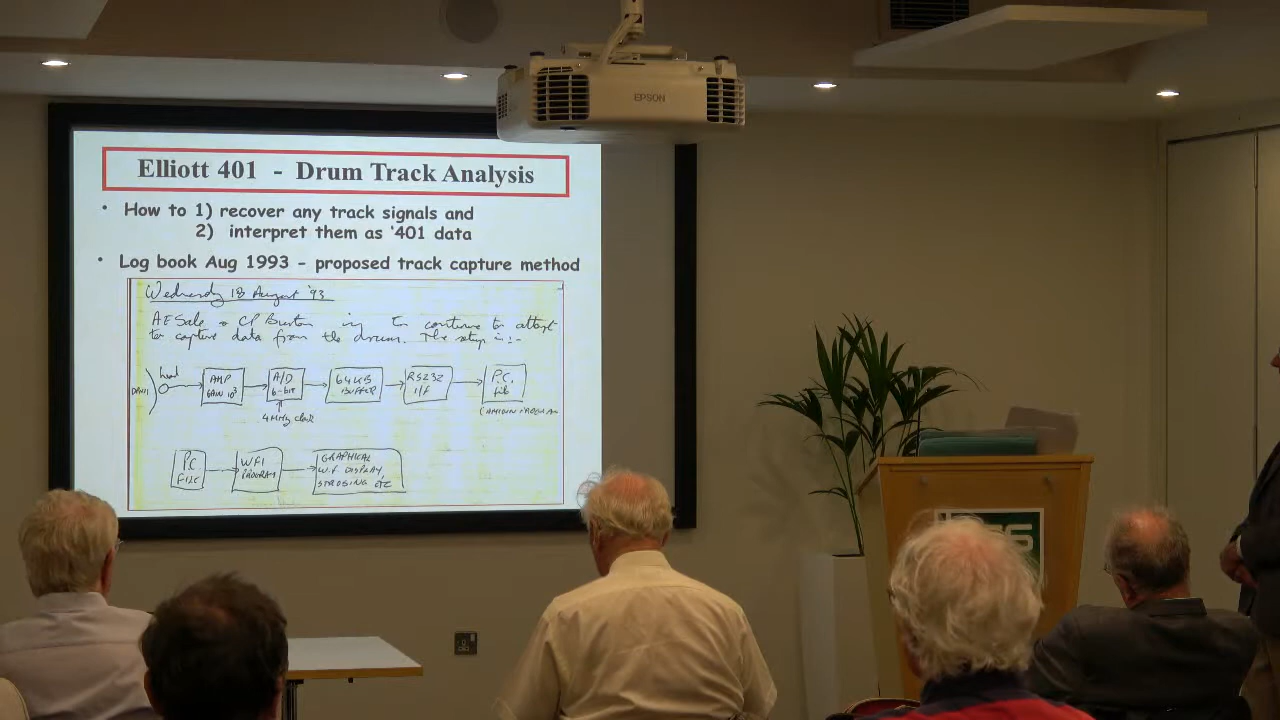 EPSON
Elliott 401 - Drum Track Analysis
• How to 1) recover any track signals and
2) interpret them as '401 data
• Log book Aug 1993 - proposed track capture method
Wednesday 18 August '93
AE Sale & CP Burton in to continue to attempt
to capture data from the drum. The setup is:-
DRUM head AMP GAIN 10³ A/D 6-bit 64KB BUFFER RS232 I/F P.C. file
4MHz clock
PC FILE WFI PROGRAM GRAPHICAL W.F. DISPLAY, STROBING ETC